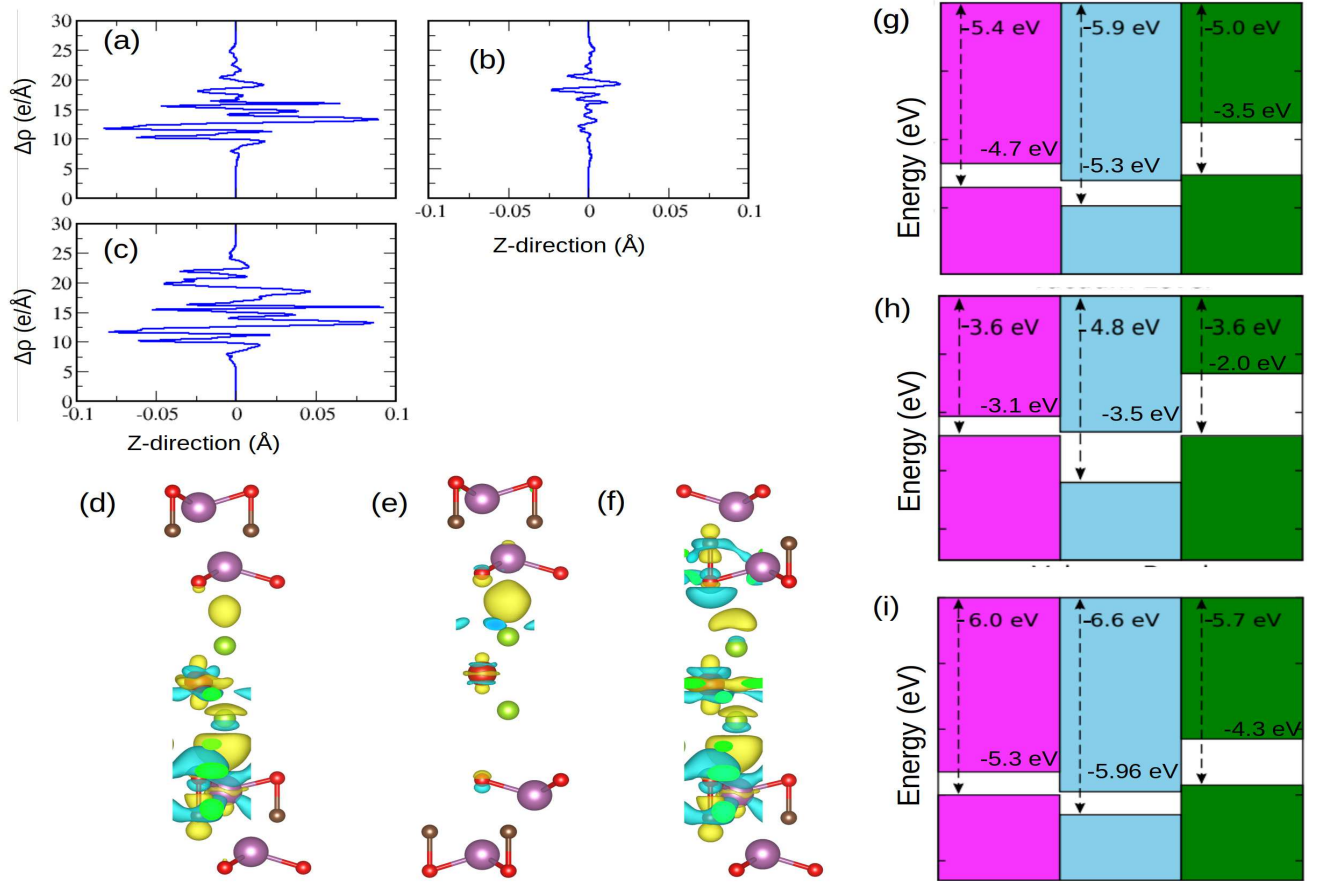 (a)
30
25
20
15
10
5
0
Δρ (e/Å)
(b)
-0.1
-0.05
0
0.05
0.1
Z-direction (Å)
(c)
30
25
20
15
10
5
0
Δρ (e/Å)
-0.1
-0.05
0
0.05
0.1
Z-direction (Å)
(d)
(e)
(f)
(g)
Energy (eV)
-5.4 eV
-5.9 eV
-5.0 eV
-4.7 eV
-5.3 eV
-3.5 eV
(h)
Energy (eV)
-3.6 eV
-4.8 eV
-3.6 eV
-2.0 eV
-3.1 eV
-3.5 eV
(i)
Energy (eV)
-6.0 eV
-6.6 eV
-5.7 eV
-4.3 eV
-5.3 eV
-5.96 eV